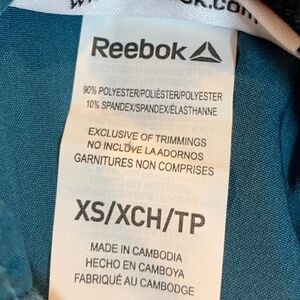 Reebok
90% POLYESTER/POLIÉSTER/POLYESTER
10% SPANDEX/SPANDEX/ÉLASTHANNE
EXCLUSIVE OF TRIMMINGS
NO INCLUYE LA ADORNOS
GARNITURES NON COMPRISES
XS/XCH/TP
MADE IN CAMBODIA
HECHO EN CAMBOYA
FABRIQUÉ AU CAMBODGE